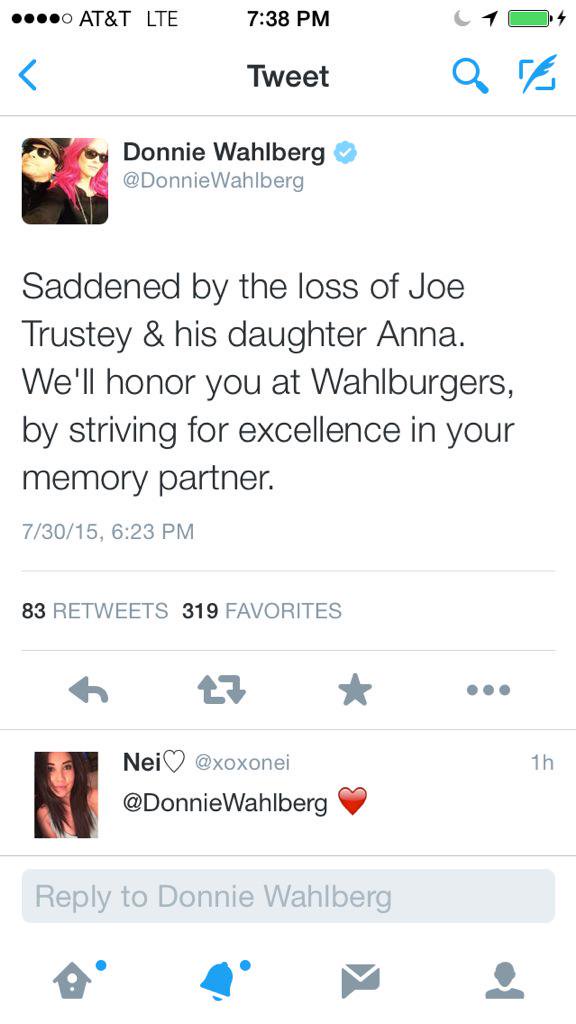 AT&T LTE 7:38 PM
Tweet
Donnie Wahlberg
@DonnieWahlberg
Saddened by the loss of Joe
Trustey & his daughter Anna.
We'll honor you at Wahlburgers,
by striving for excellence in your
memory partner.
7/30/15, 6:23 PM
83 RETWEETS 319 FAVORITES
Nei♡ @xoxonei 1h
@DonnieWahlberg ❤️
Reply to Donnie Wahlberg